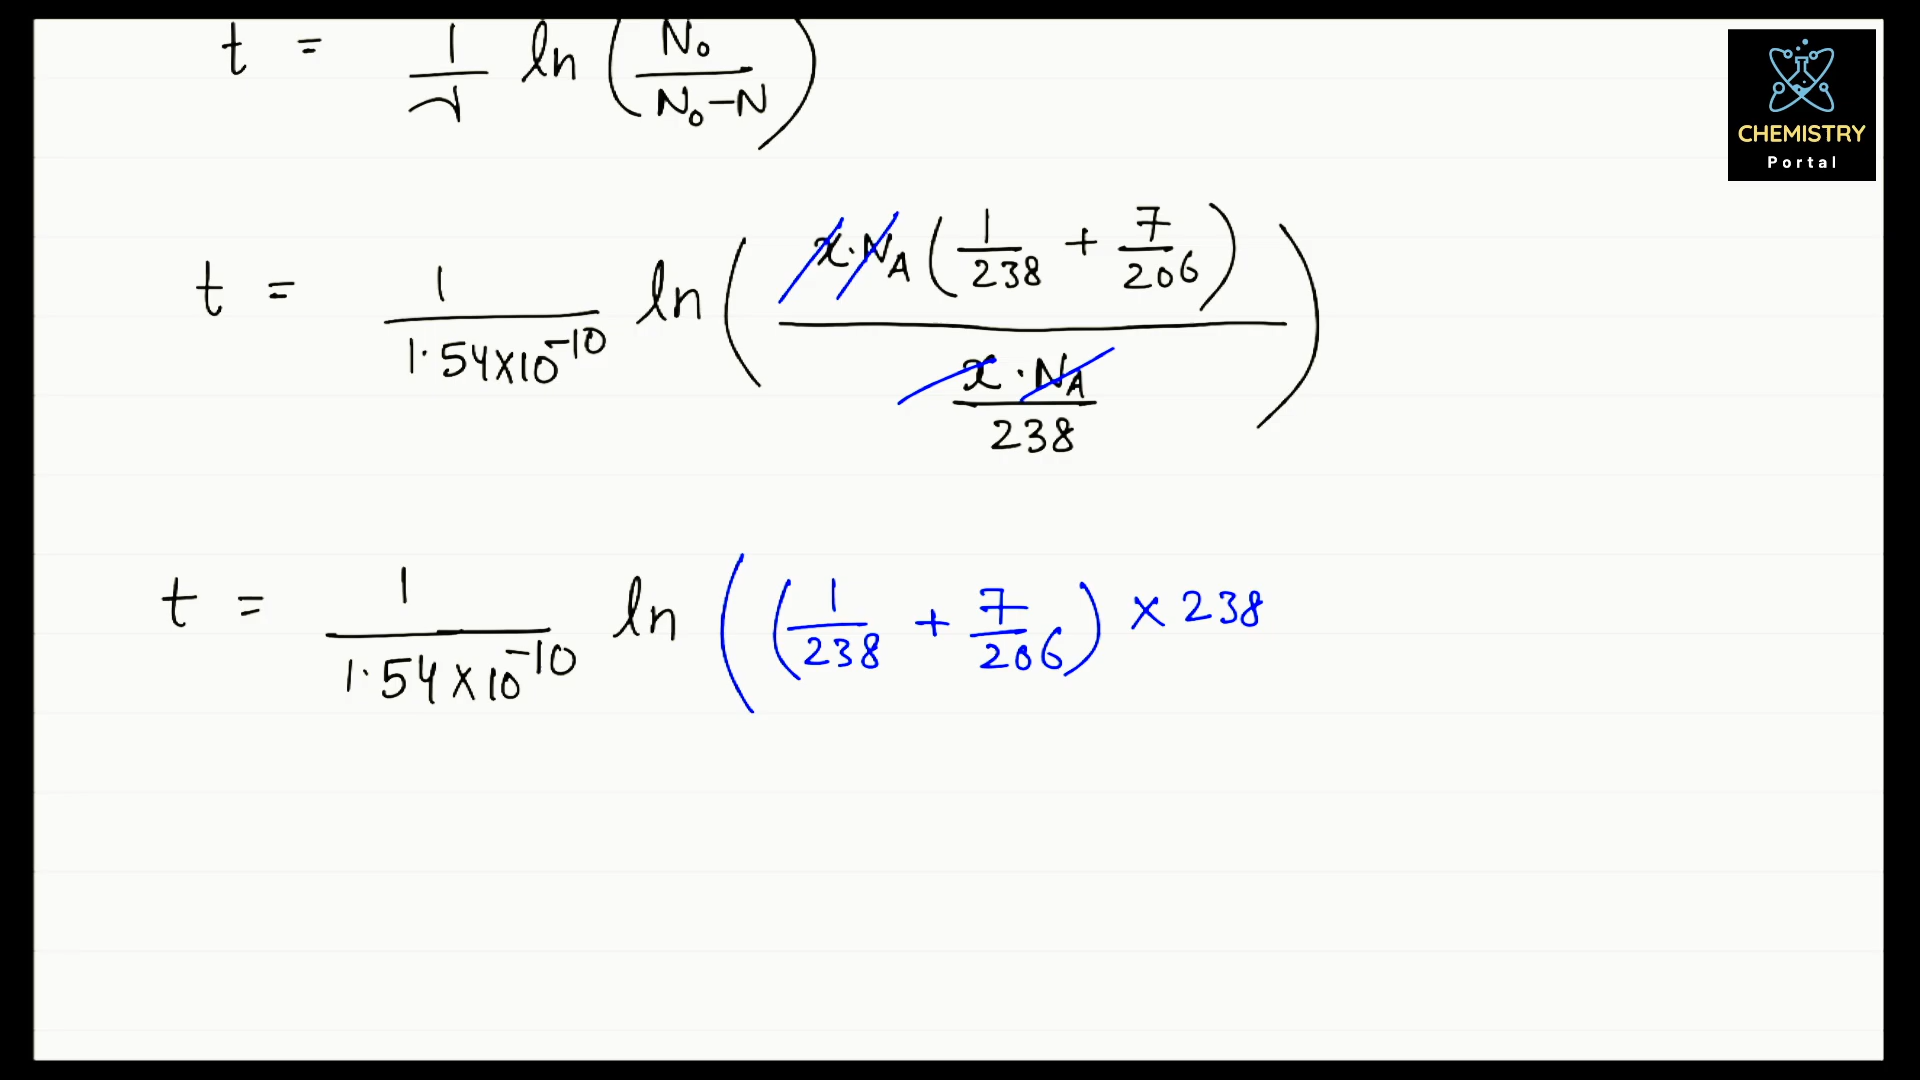 t = 1/λ ln (N₀/(N₀-N))
CHEMISTRY
Portal
t = 1/(1.54×10⁻¹⁰) ln ( (x·N_A (1/238 + 7/206)) / (x·N_A/238) )
t = 1/(1.54×10⁻¹⁰) ln ( (1/238 + 7/206) × 238